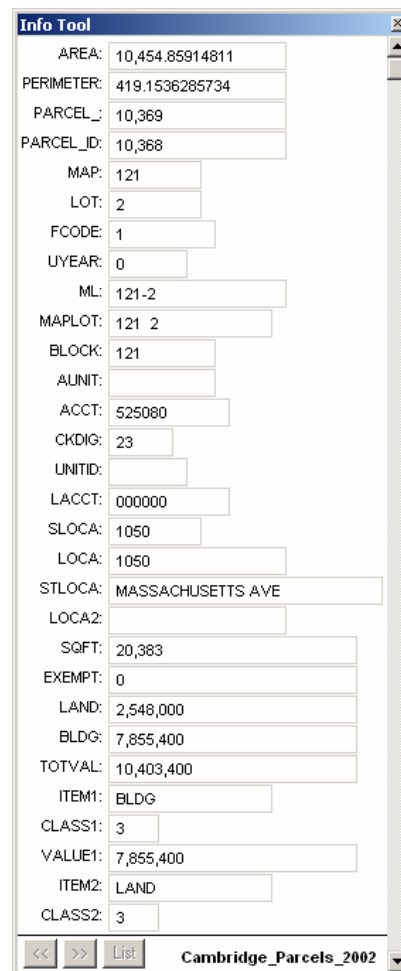 Info Tool
AREA: 10,454.85914811
PERIMETER: 419.1536285734
PARCEL_: 10,369
PARCEL_ID: 10,368
MAP: 121
LOT: 2
FCODE: 1
UYEAR: 0
ML: 121-2
MAPLOT: 121 2
BLOCK: 121
AUNIT:
ACCT: 525080
CKDIG: 23
UNITID:
LACCT: 000000
SLOCA: 1050
LOCA: 1050
STLOCA: MASSACHUSETTS AVE
LOCA2:
SQFT: 20,383
EXEMPT: 0
LAND: 2,548,000
BLDG: 7,855,400
TOTVAL: 10,403,400
ITEM1: BLDG
CLASS1: 3
VALUE1: 7,855,400
ITEM2: LAND
CLASS2: 3
<< >> List Cambridge_Parcels_2002